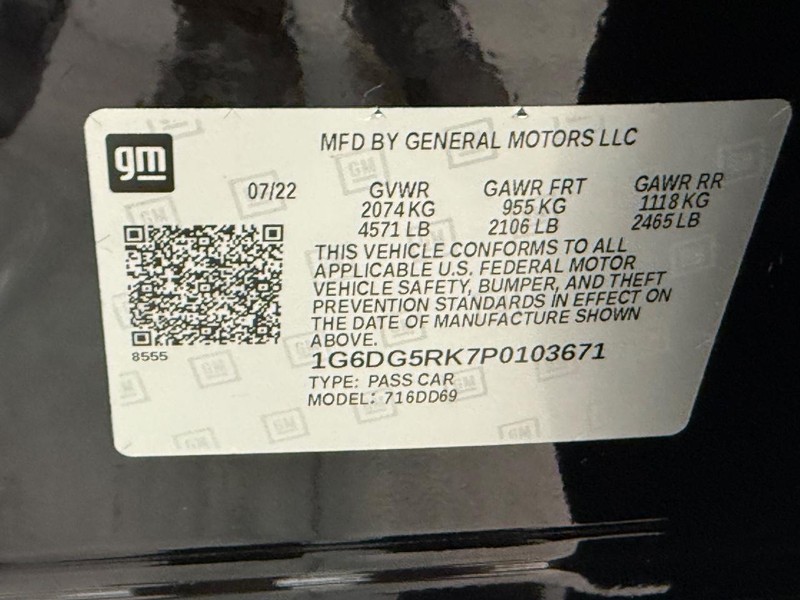 gm
MFD BY GENERAL MOTORS LLC
07/22 GVWR GAWR FRT GAWR RR
2074 KG 955 KG 1118 KG
4571 LB 2106 LB 2465 LB
THIS VEHICLE CONFORMS TO ALL
APPLICABLE U.S. FEDERAL MOTOR
VEHICLE SAFETY, BUMPER, AND THEFT
PREVENTION STANDARDS IN EFFECT ON
THE DATE OF MANUFACTURE SHOWN
ABOVE.
8555
1G6DG5RK7P0103671
TYPE: PASS CAR
MODEL: 716DD69